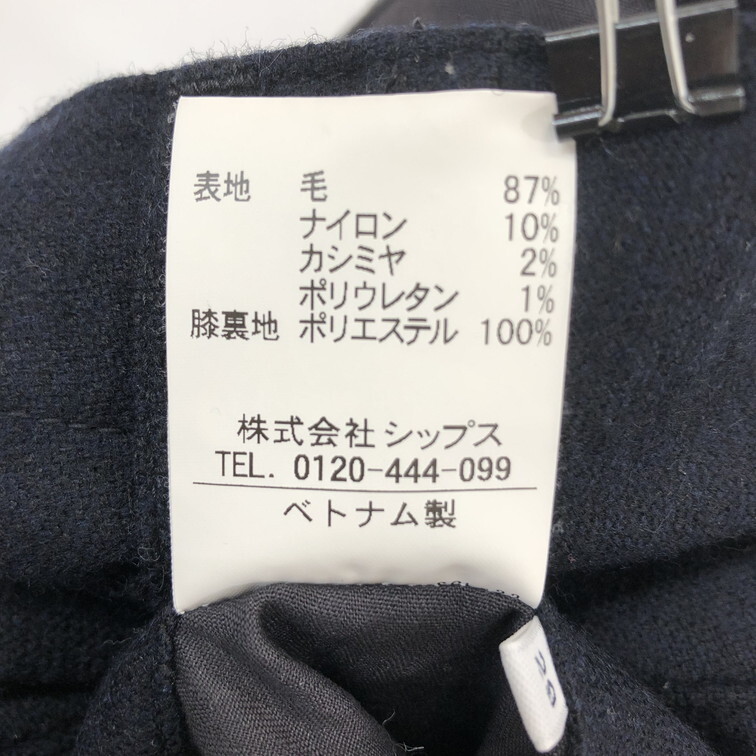 表地 毛 87%
ナイロン 10%
カシミヤ 2%
ポリウレタン 1%
膝裏地 ポリエステル 100%
株式会社 シップス
TEL. 0120-444-099
ベトナム製